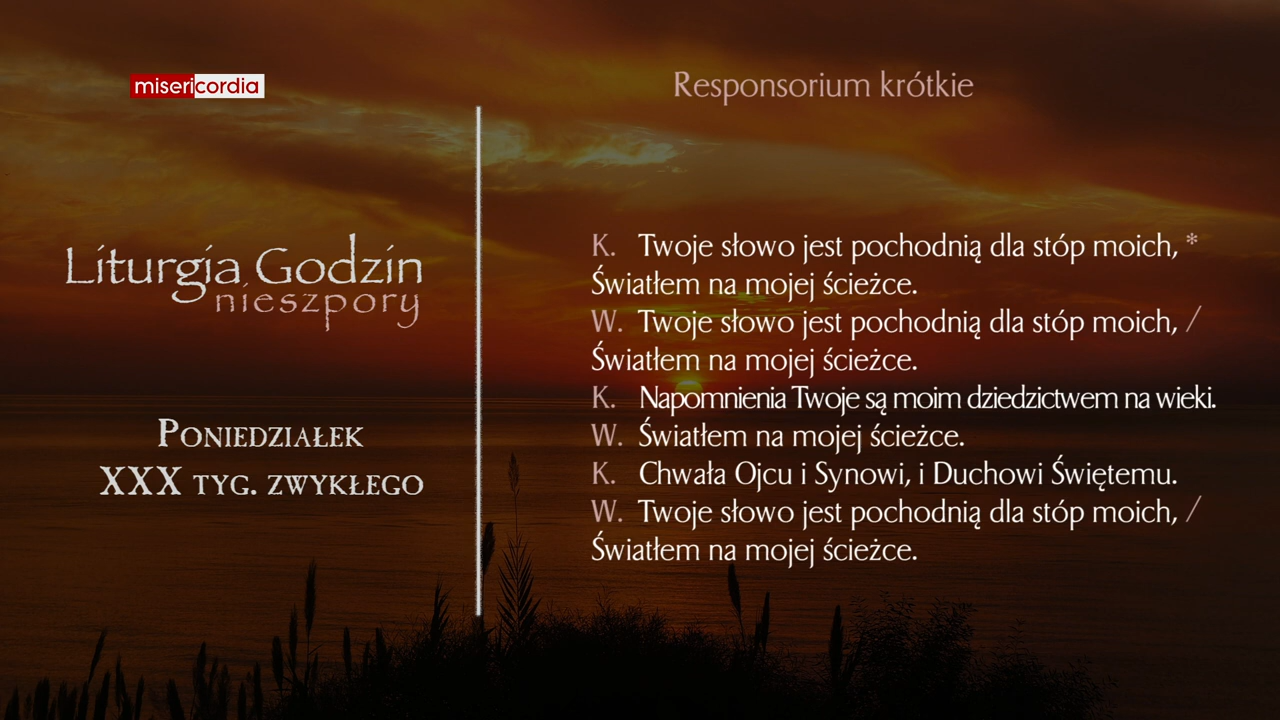 misericordia
Liturgia Godzin
nieszpory
Poniedziałek
XXX tyg. zwykłego
Responsorium krótkie
K. Twoje słowo jest pochodnią dla stóp moich, *
Światłem na mojej ścieżce.
W. Twoje słowo jest pochodnią dla stóp moich, /
Światłem na mojej ścieżce.
K. Napomnienia Twoje są moim dziedzictwem na wieki.
W. Światłem na mojej ścieżce.
K. Chwała Ojcu i Synowi, i Duchowi Świętemu.
W. Twoje słowo jest pochodnią dla stóp moich, /
Światłem na mojej ścieżce.